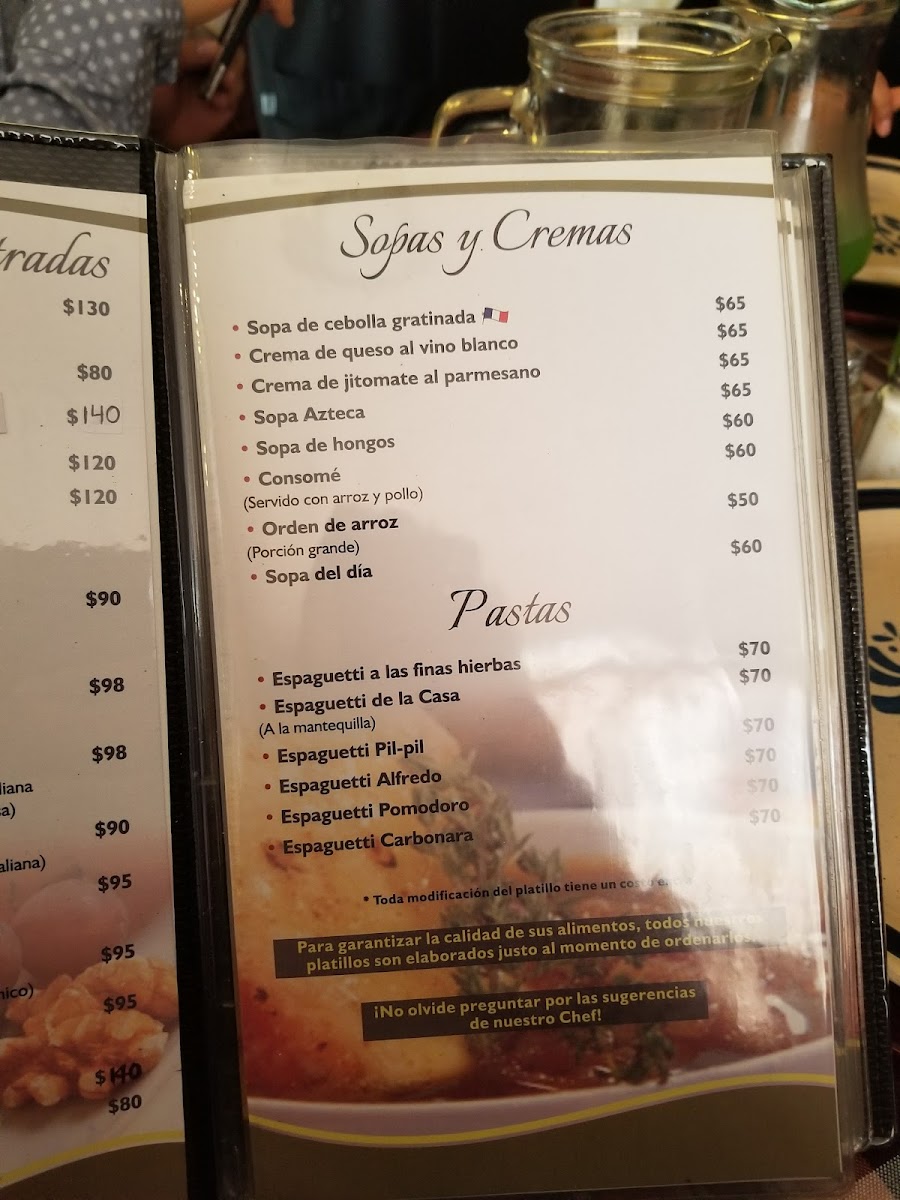 tradas
$130
$80
$140
$120
$120
$90
$98
$98
liana
a)
$90
aliana)
$95
$95
nico)
$95
$140
$80
Sopas y Cremas
• Sopa de cebolla gratinada $65
• Crema de queso al vino blanco $65
• Crema de jitomate al parmesano $65
• Sopa Azteca $65
• Sopa de hongos $60
• Consomé $60
(Servido con arroz y pollo)
• Orden de arroz $50
(Porción grande)
• Sopa del día $60
Pastas
• Espaguetti a las finas hierbas $70
• Espaguetti de la Casa $70
(A la mantequilla)
• Espaguetti Pil-pil $70
• Espaguetti Alfredo $70
• Espaguetti Pomodoro $70
• Espaguetti Carbonara $70
• Toda modificación del platillo tiene un costo
Para garantizar la calidad de sus alimentos, todos nuestros
platillos son elaborados justo al momento de ordenarlos.
¡No olvide preguntar por las sugerencias
de nuestro Chef!